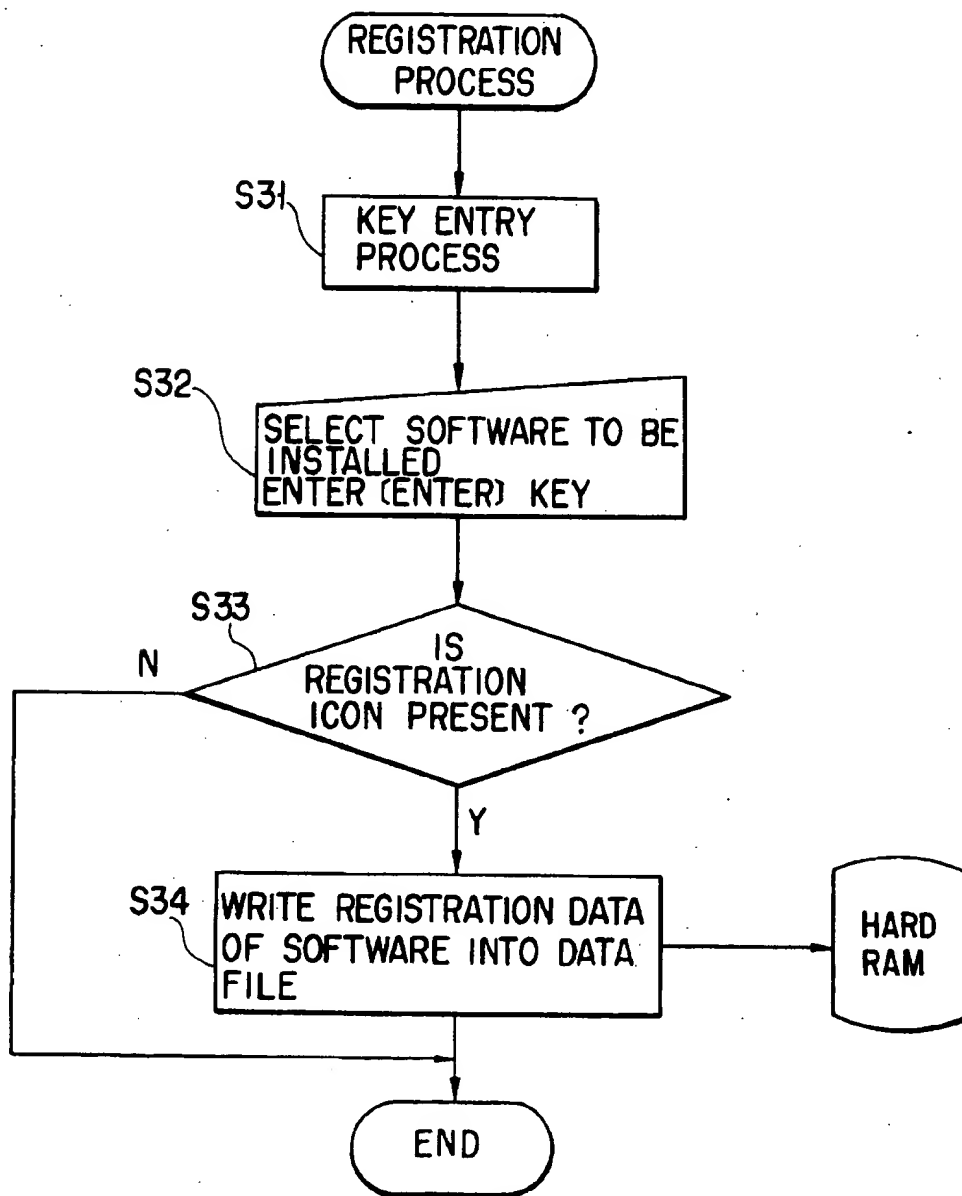 REGISTRATION
PROCESS
S31
KEY ENTRY
PROCESS
S32
SELECT SOFTWARE TO BE
INSTALLED
ENTER (ENTER) KEY
S33
N
IS
REGISTRATION
ICON PRESENT ?
Y
S34
WRITE REGISTRATION DATA
OF SOFTWARE INTO DATA
FILE
HARD
RAM
END